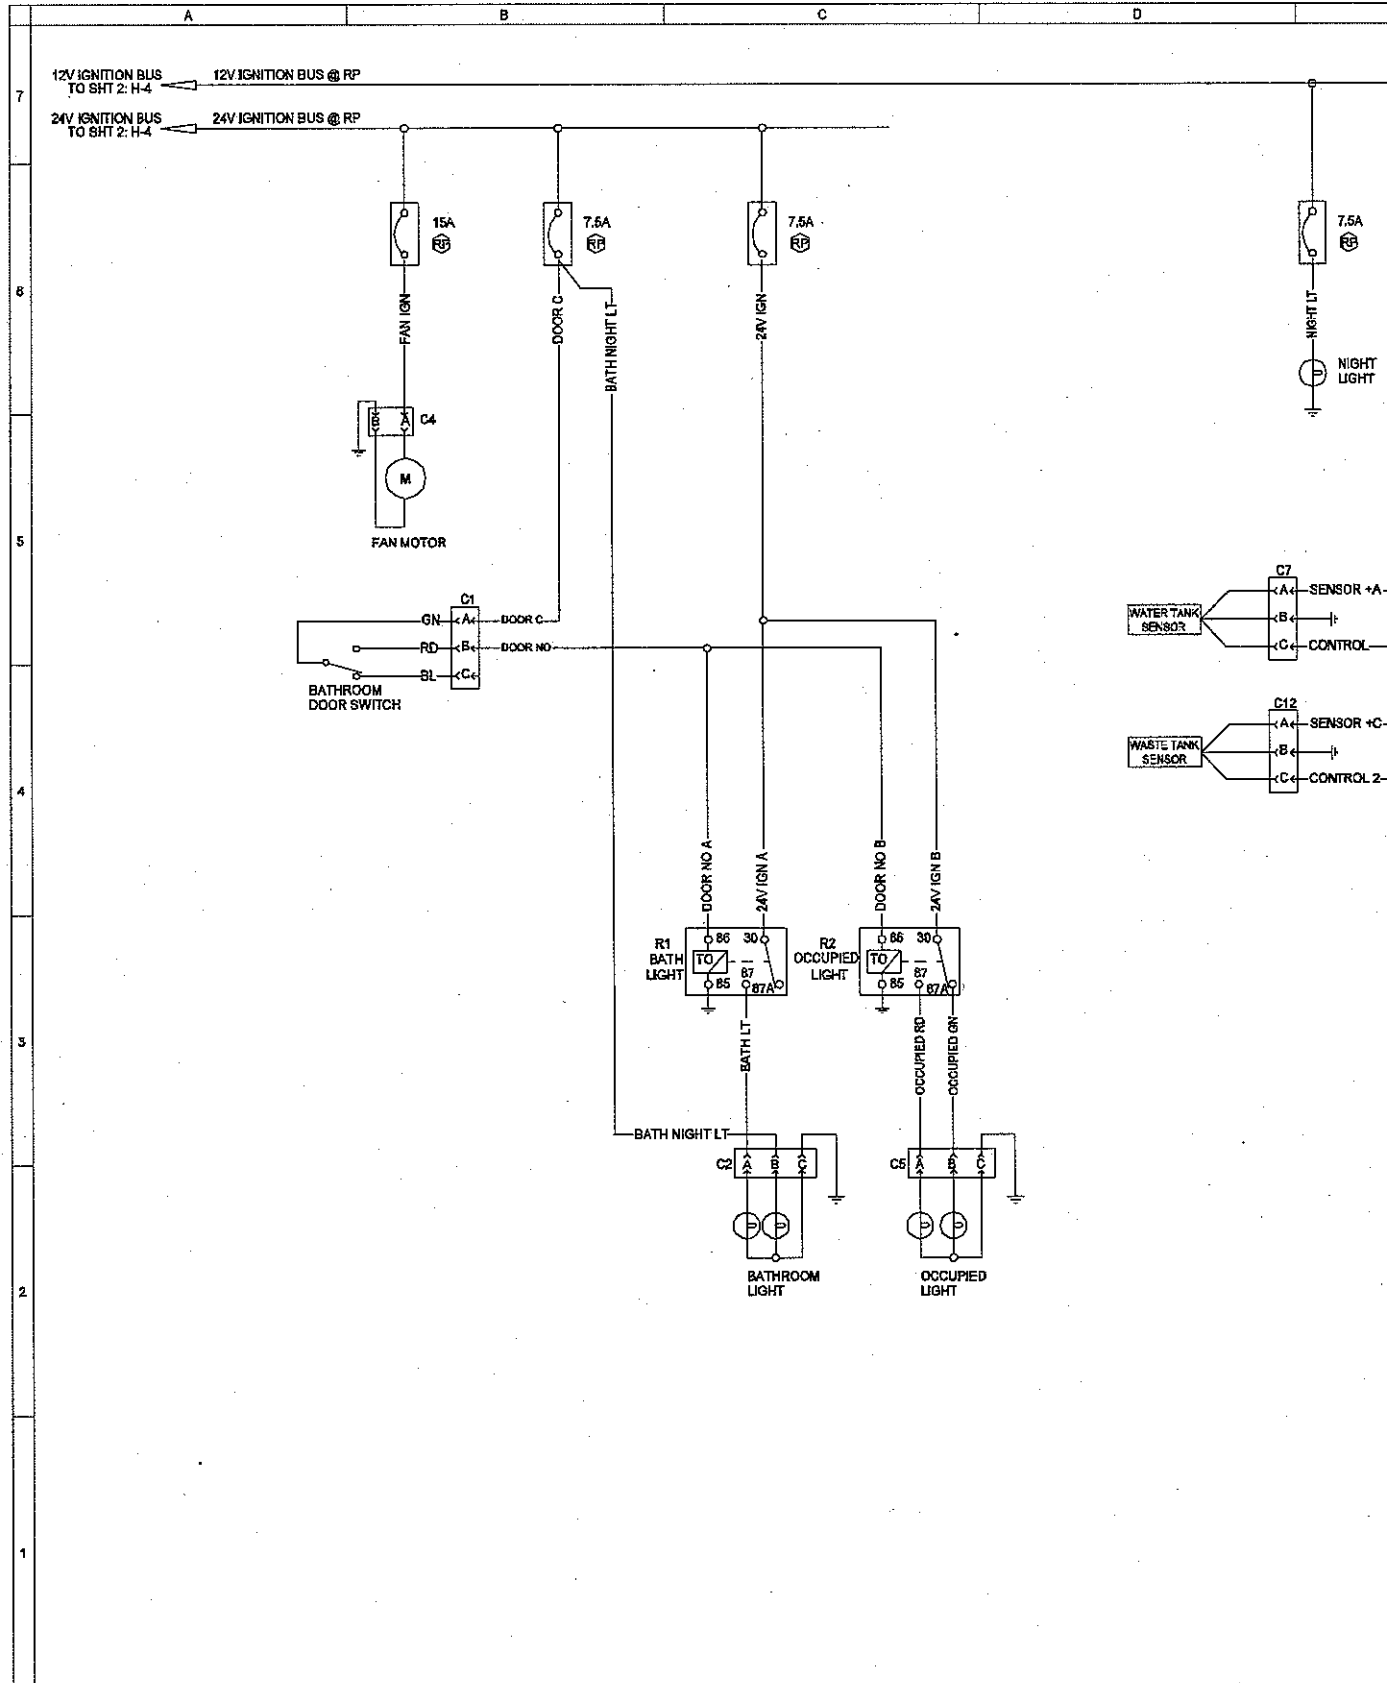 A B C D
7
12V IGNITION BUS
TO SHT 2: H-4
12V IGNITION BUS @ RP
24V IGNITION BUS
TO SHT 2: H-4
24V IGNITION BUS @ RP
15A
RP
7.5A
RP
7.5A
RP
7.5A
RP
6
FAN IGN
DOOR C
BATH NIGHT LT
24V IGN
NIGHT LT
NIGHT
LIGHT
B A C4
M
FAN MOTOR
5
C1
GN A DOOR C
RD B DOOR NO
BL C
BATHROOM
DOOR SWITCH
C7
WATER TANK
SENSOR
A SENSOR +A
B
C CONTROL
C12
WASTE TANK
SENSOR
A SENSOR +C
B
C CONTROL 2
4
DOOR NO A
24V IGN A
DOOR NO B
24V IGN B
R1
BATH
LIGHT
86 30
TO
85 87 87A
R2
OCCUPIED
LIGHT
86 30
TO
85 87 87A
3
BATH LT
OCCUPIED RD
OCCUPIED GN
BATH NIGHT LT
C2 A B C
C5 A B C
BATHROOM
LIGHT
OCCUPIED
LIGHT
2
1